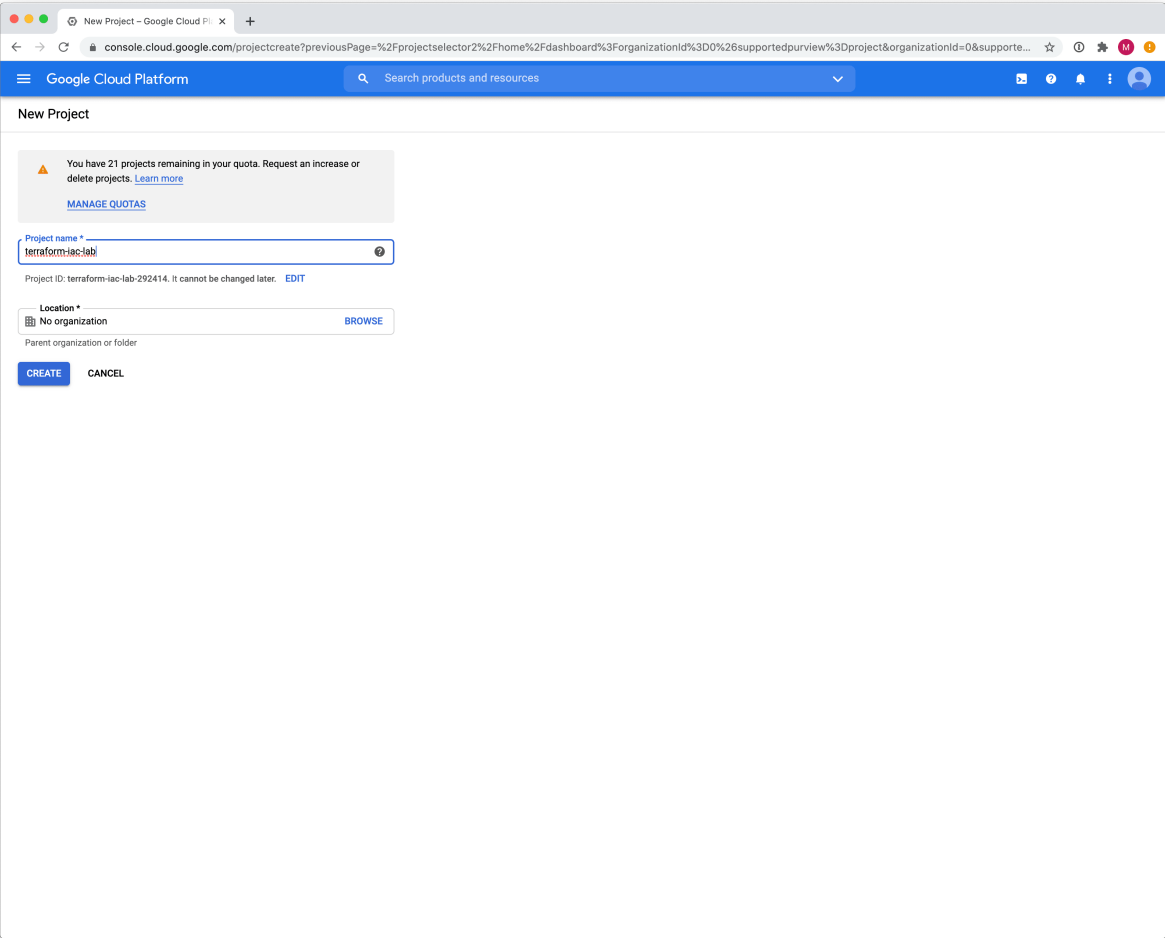 New Project – Google Cloud Pl
console.cloud.google.com/projectcreate?previousPage=%2Fprojectselector2%2Fhome%2Fdashboard%3ForganizationId%3D0%26supportedpurview%3Dproject&organizationId=0&supporte...
M
Google Cloud Platform
Search products and resources
New Project
You have 21 projects remaining in your quota. Request an increase or
delete projects. Learn more
MANAGE QUOTAS
Project name *
terraform-iac-lab
Project ID: terraform-iac-lab-292414. It cannot be changed later. EDIT
Location *
No organization BROWSE
Parent organization or folder
CREATE CANCEL